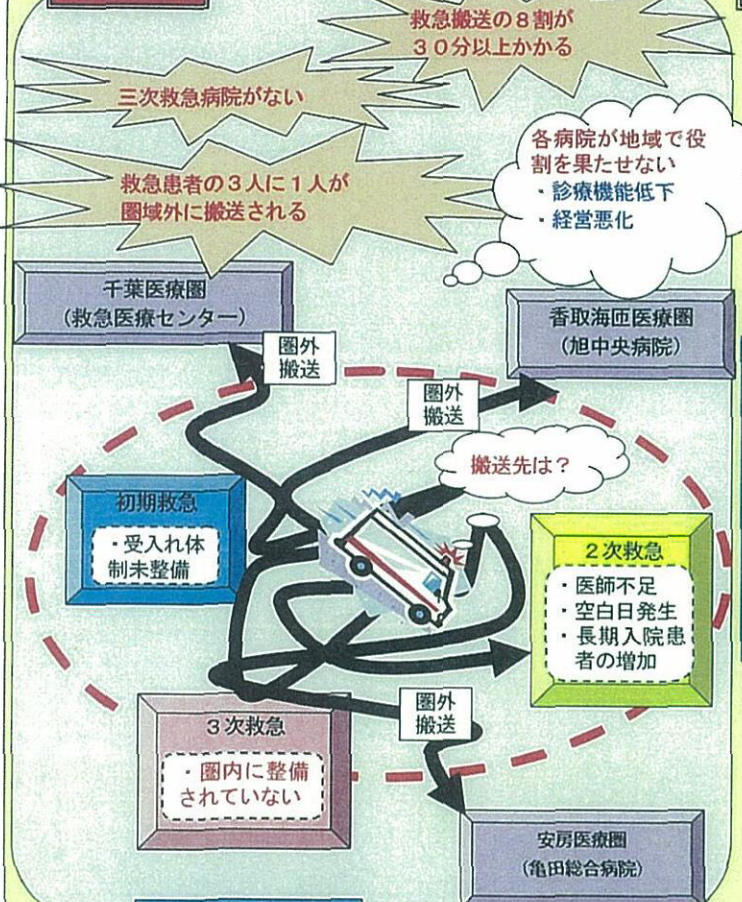 救急搬送の8割が
30分以上かかる
三次救急病院がない
救急患者の3人に1人が
圏域外に搬送される
各病院が地域で役
割を果たせない
・診療機能低下
・経営悪化
千葉医療圏
(救急医療センター)
香取海匝医療圏
(旭中央病院)
圏外
搬送
圏外
搬送
搬送先は?
初期救急
・受入れ体
制未整備
2次救急
・医師不足
・空白日発生
・長期入院患
者の増加
3次救急
・圏内に整備
されていない
圏外
搬送
安房医療圏
(亀田総合病院)